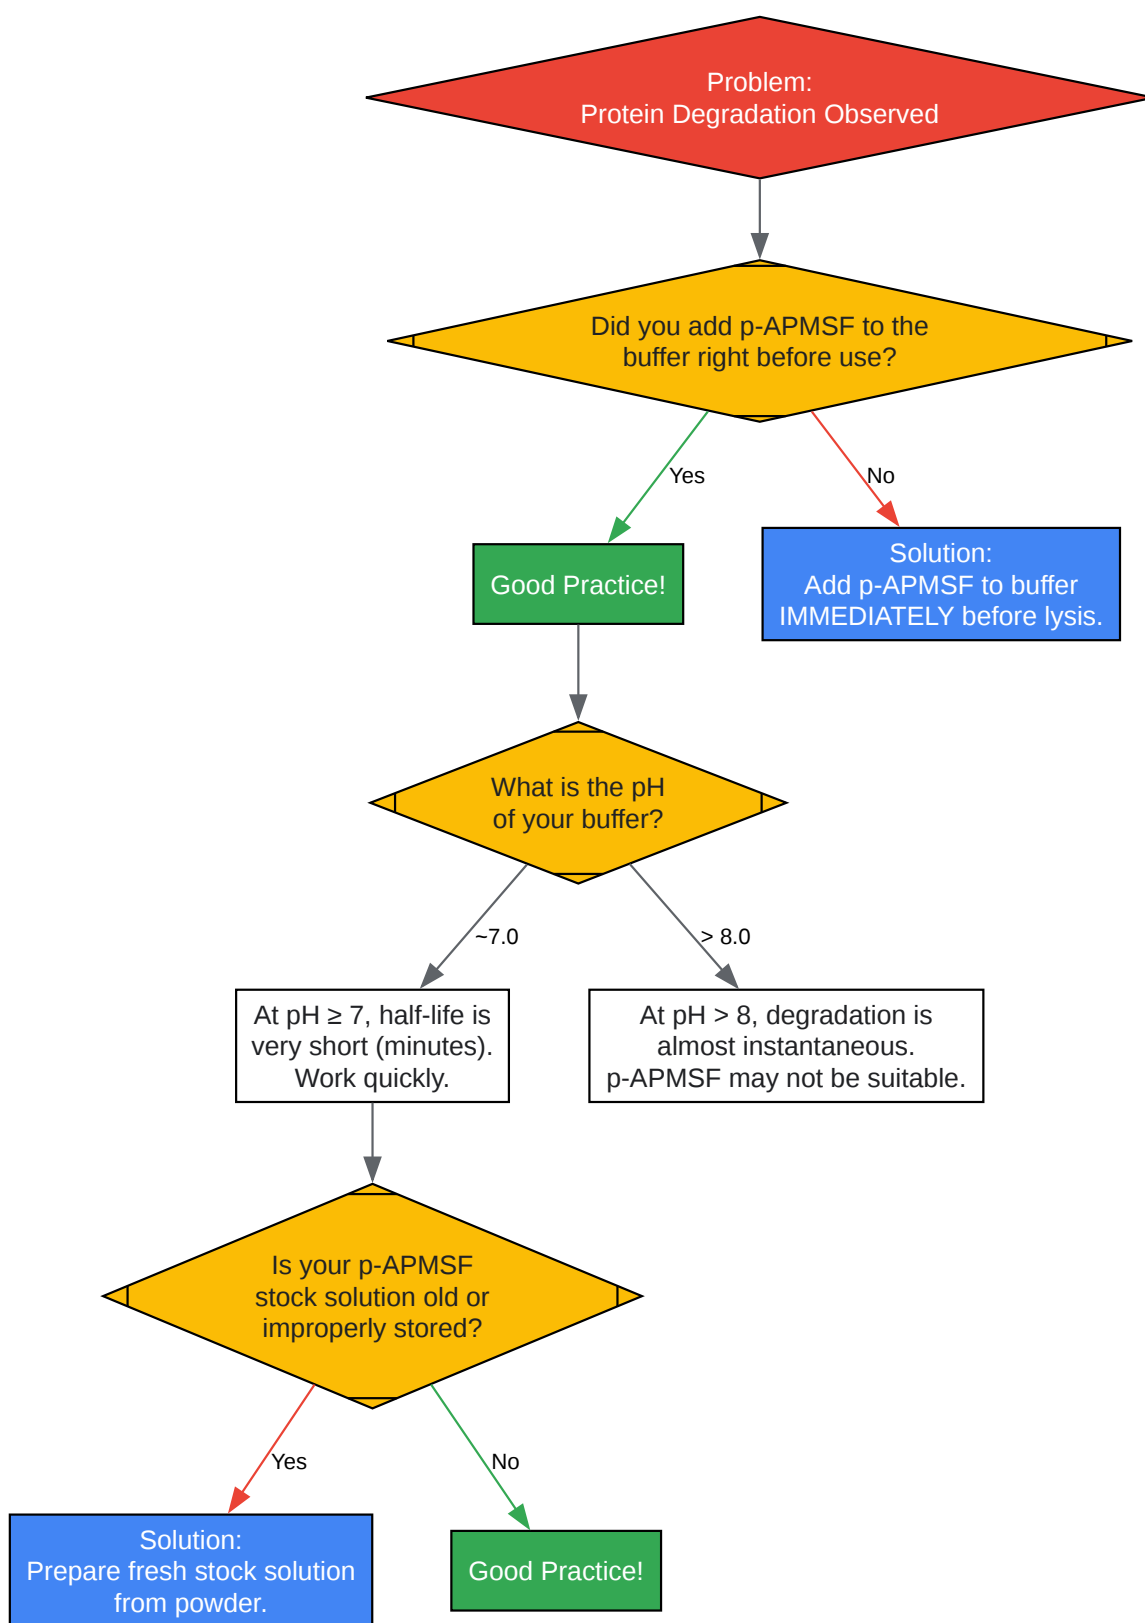 Problem:
Protein Degradation Observed
Did you add p-APMSF to the
buffer right before use?
Yes
No
Good Practice!
Solution:
Add p-APMSF to buffer
IMMEDIATELY before lysis.
What is the pH
of your buffer?
~7.0
> 8.0
At pH ≥ 7, half-life is
very short (minutes).
Work quickly.
At pH > 8, degradation is
almost instantaneous.
p-APMSF may not be suitable.
Is your p-APMSF
stock solution old or
improperly stored?
Yes
No
Solution:
Prepare fresh stock solution
from powder.
Good Practice!